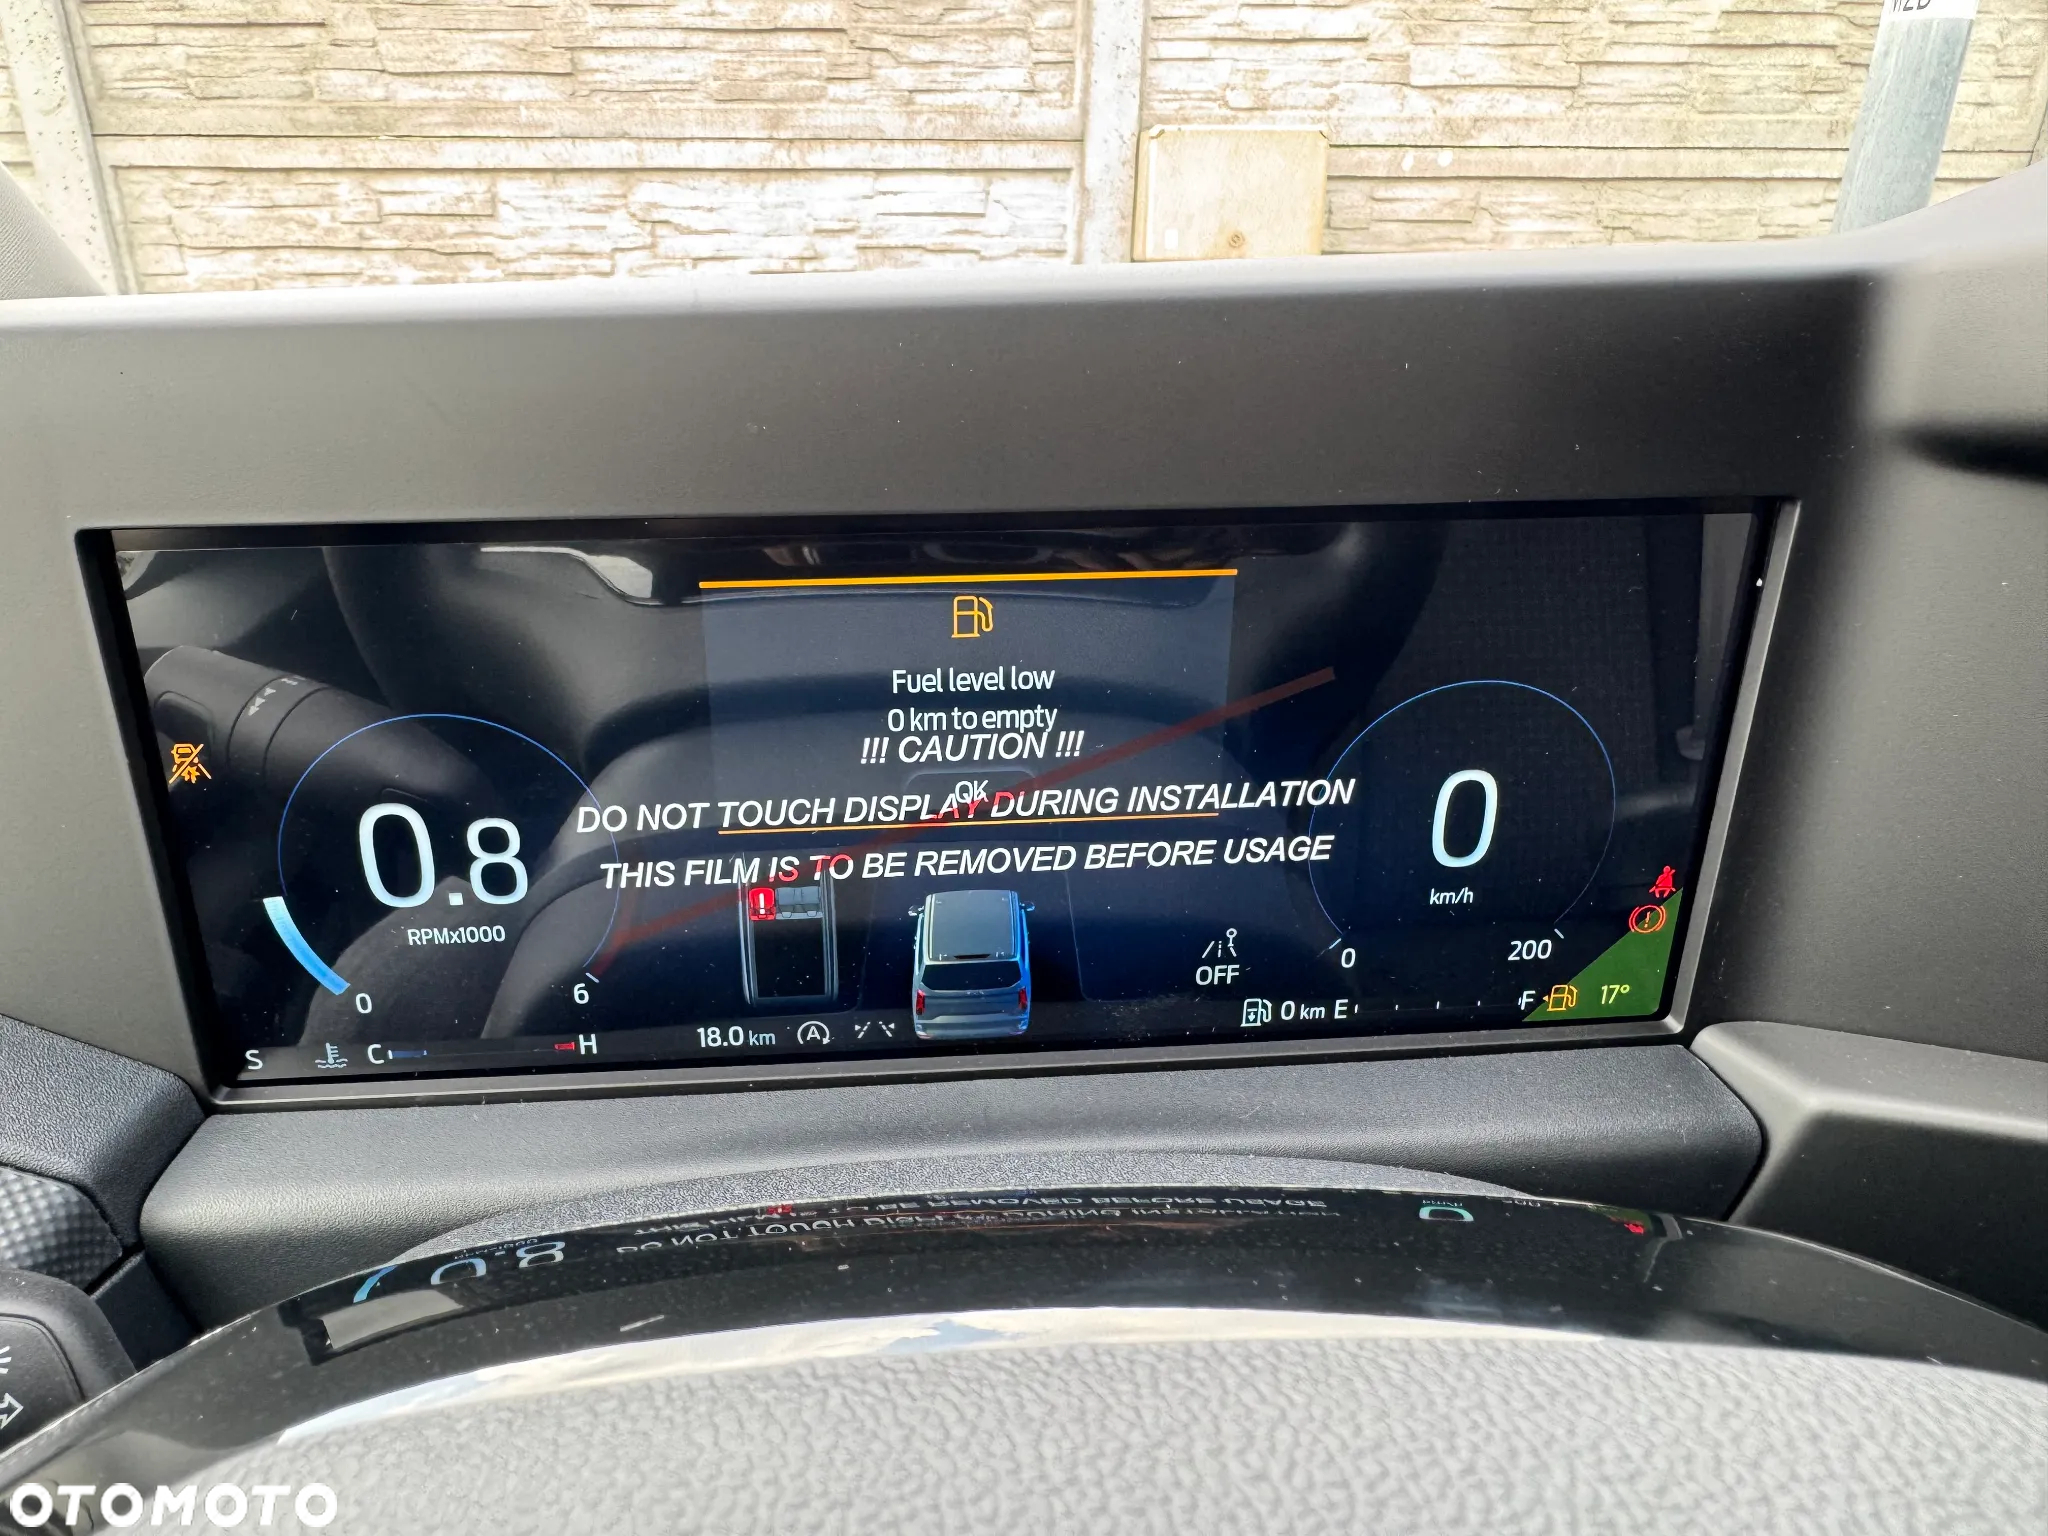 Fuel level low
0 km to empty
!!! CAUTION !!!
OK
DO NOT TOUCH DISPLAY DURING INSTALLATION
THIS FILM IS TO BE REMOVED BEFORE USAGE
0.8
RPMx1000
0
6
0
km/h
0
200
OFF
0 km E
F
17°
S
C
H
18.0 km
A
OTOMOTO